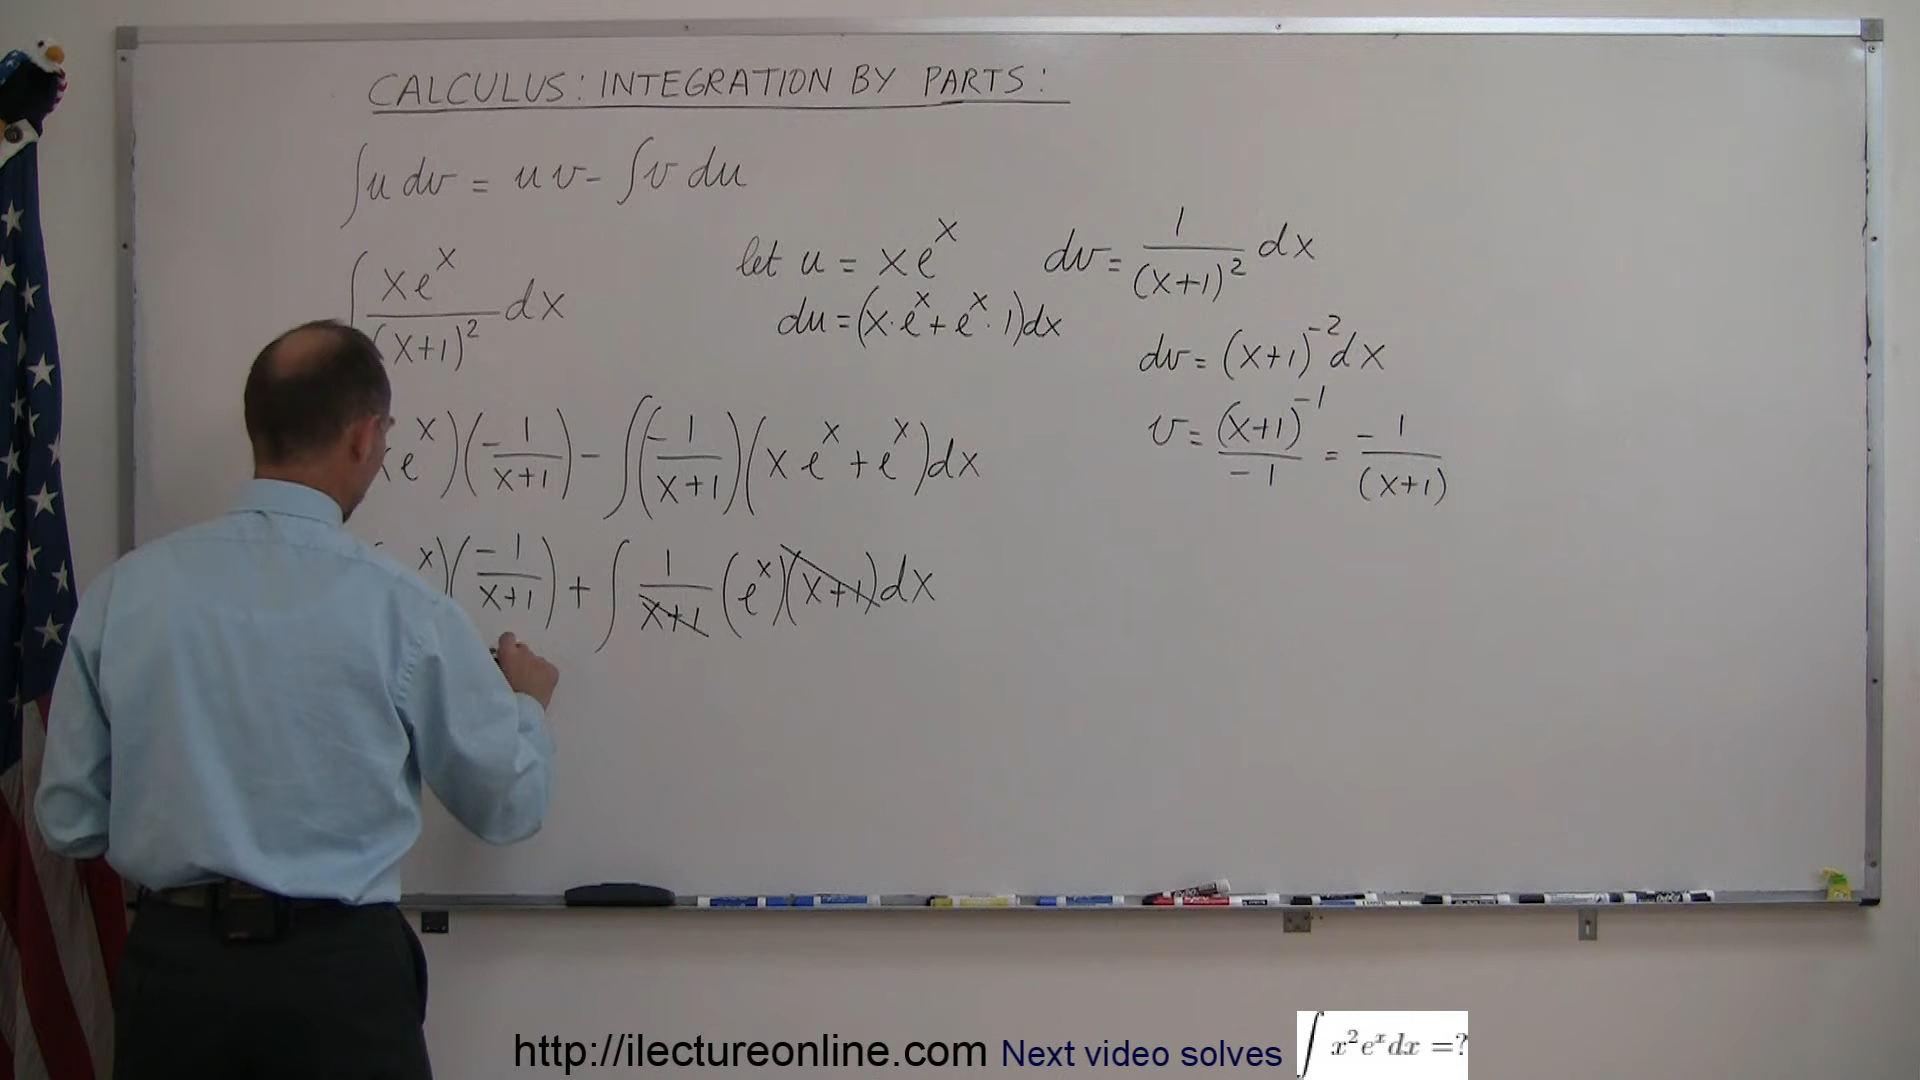 CALCULUS: INTEGRATION BY PARTS:
∫u dv = uv - ∫v du
let u = xe^x dv = 1/(x+1)^2 dx
∫ xe^x/(x+1)^2 dx
du = (x·e^x + e^x·1)dx
dv = (x+1)^-2 dx
e^x)(-1/(x+1)) - ∫(-1/(x+1))(xe^x + e^x)dx
v = (x+1)^-1/-1 = -1/(x+1)
x)(-1/(x+1)) + ∫ 1/(x+1) (e^x)(x+1)dx
http://ilectureonline.com Next video solves ∫x²e^x dx =?